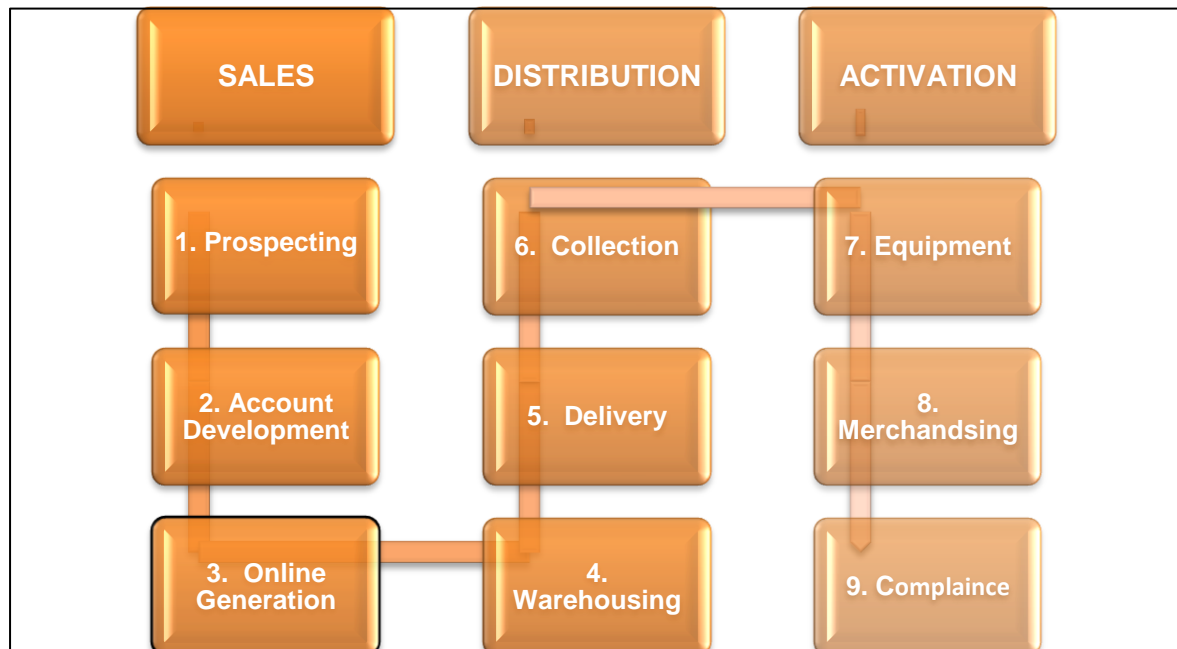 SALES
DISTRIBUTION
ACTIVATION
1. Prospecting
6. Collection
7. Equipment
2. Account
Development
5. Delivery
8.
Merchandsing
3. Online
Generation
4.
Warehousing
9. Complaince